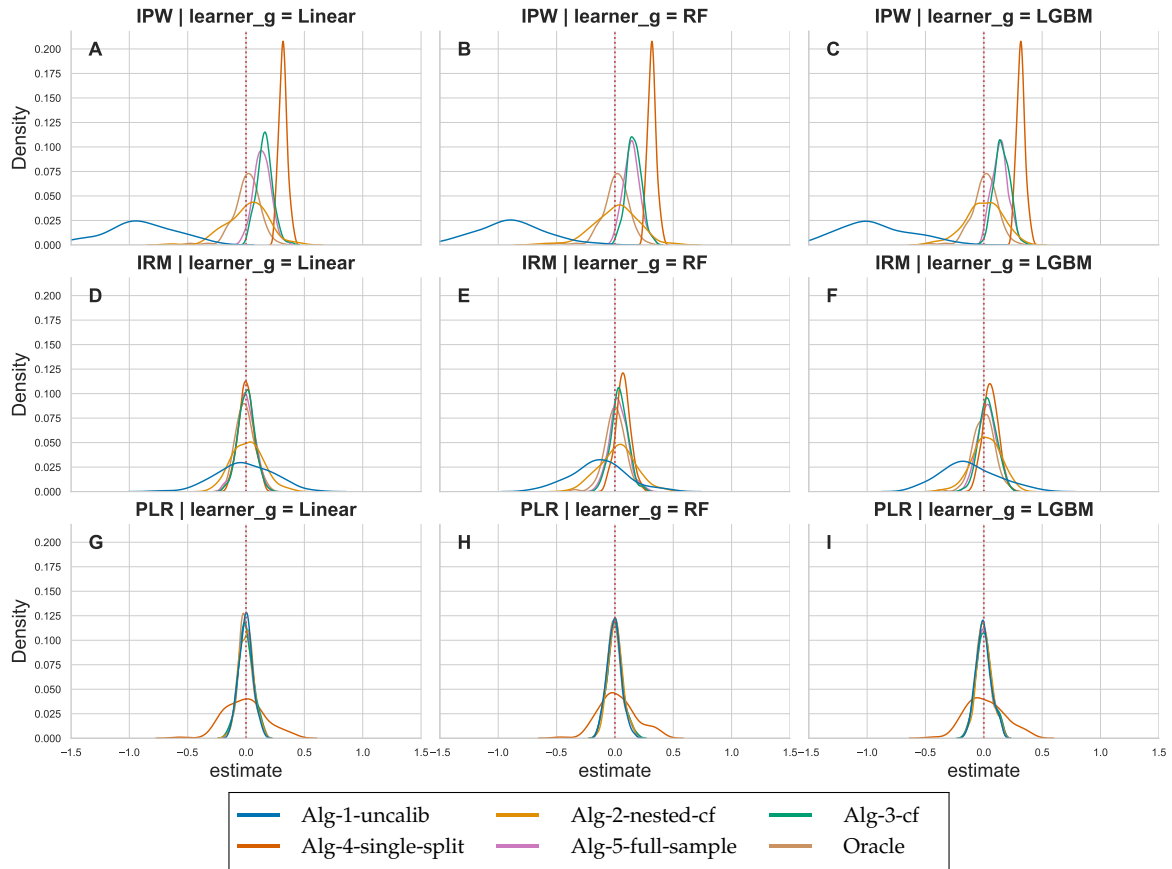 IPW | learner_g = Linear
IPW | learner_g = RF
IPW | learner_g = LGBM
A
B
C
0.200
0.175
0.150
0.125
0.100
0.075
0.050
0.025
0.000
Density
IRM | learner_g = Linear
IRM | learner_g = RF
IRM | learner_g = LGBM
D
E
F
0.200
0.175
0.150
0.125
0.100
0.075
0.050
0.025
0.000
Density
PLR | learner_g = Linear
PLR | learner_g = RF
PLR | learner_g = LGBM
G
H
I
0.200
0.175
0.150
0.125
0.100
0.075
0.050
0.025
0.000
Density
−1.5 −1.0 −0.5 0.0 0.5 1.0 1.5
−1.5 −1.0 −0.5 0.0 0.5 1.0 1.5
−1.5 −1.0 −0.5 0.0 0.5 1.0 1.5
estimate estimate estimate
Alg-1-uncalib Alg-2-nested-cf Alg-3-cf
Alg-4-single-split Alg-5-full-sample Oracle